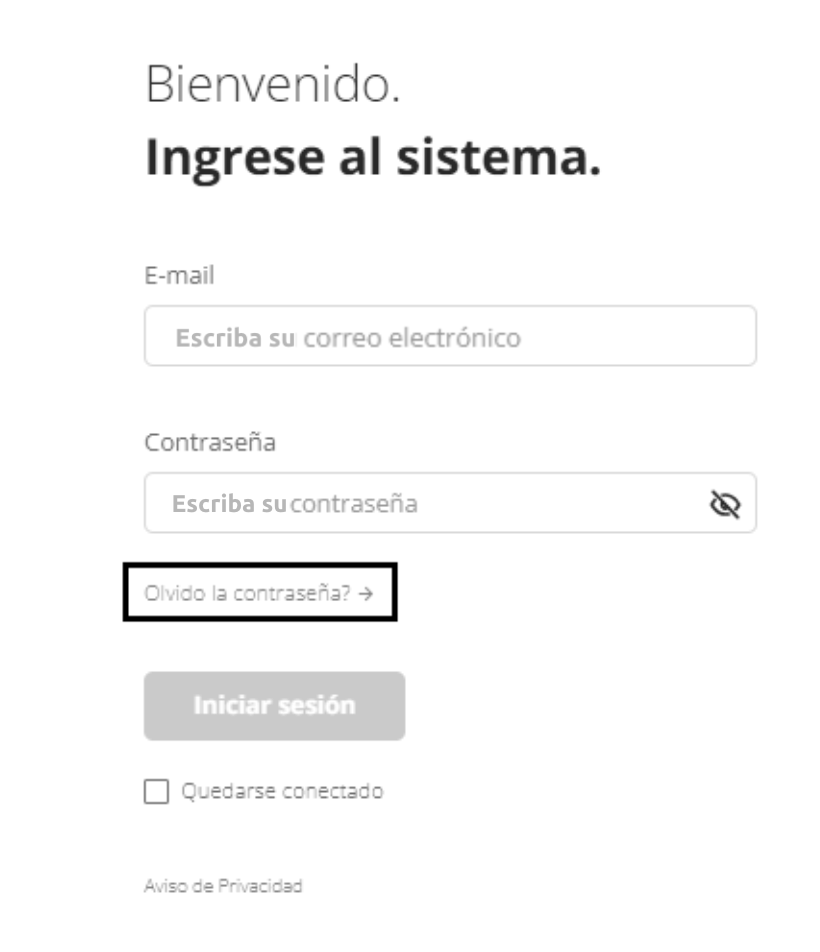 Bienvenido.
Ingrese al sistema.
E-mail
Escriba su correo electrónico
Contraseña
Escriba su contraseña
Olvido la contraseña? →
Iniciar sesión
Quedarse conectado
Aviso de Privacidad